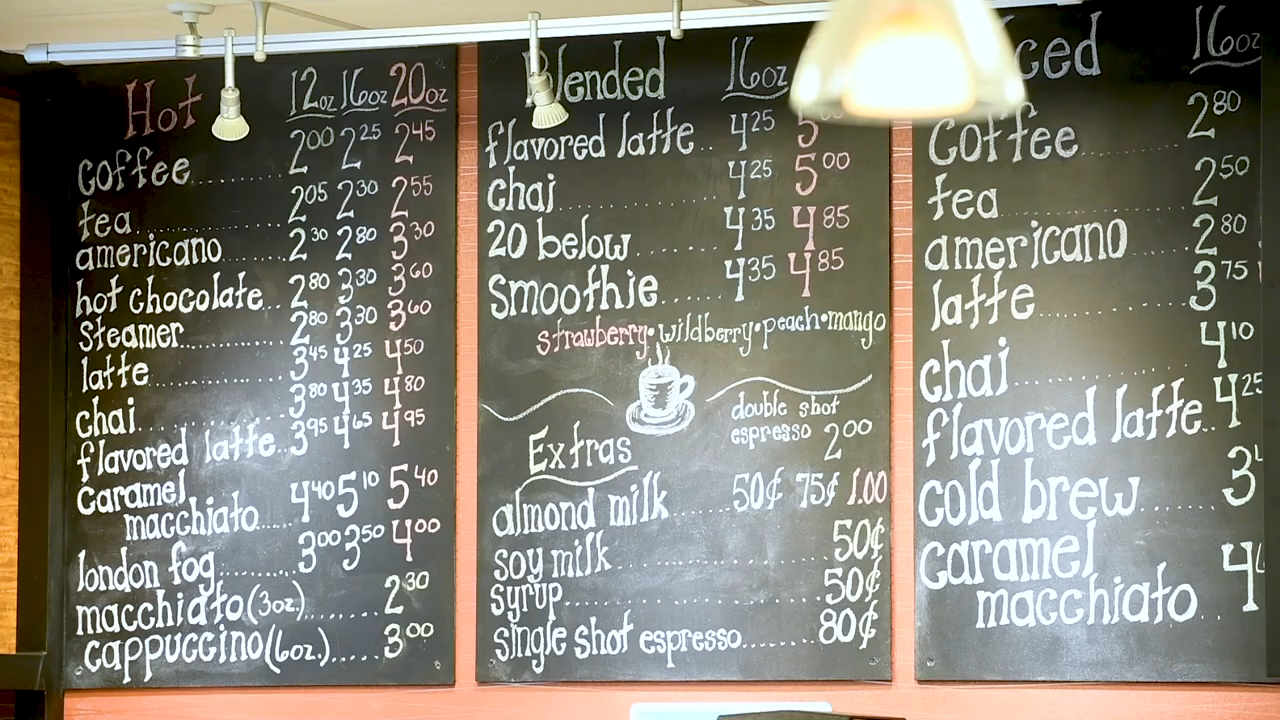 Hot 12oz 16oz 20oz
coffee 2.00 2.25 2.45
tea 2.05 2.30 2.55
americano 2.30 2.80 3.30
hot chocolate 2.80 3.30 3.60
steamer 2.80 3.30 3.60
latte 3.45 4.25 4.50
chai 3.80 4.35 4.80
flavored latte 3.95 4.65 4.95
caramel
macchiato 4.40 5.10 5.40
london fog 3.00 3.50 4.00
macchiato (3oz.) 2.30
cappuccino (6oz.) 3.00
Blended 16oz
flavored latte 4.25
chai 4.25 5.00
20 below 4.35 4.85
smoothie 4.35 4.85
strawberry•wildberry•peach•mango
double shot
espresso 2.00
Extras
almond milk 50¢ 75¢ 1.00
soy milk 50¢
syrup 50¢
single shot espresso 80¢
16oz
coffee 2.80
tea 2.50
americano 2.80
latte 3.75
chai 4.10
flavored latte 4.25
cold brew
caramel
macchiato